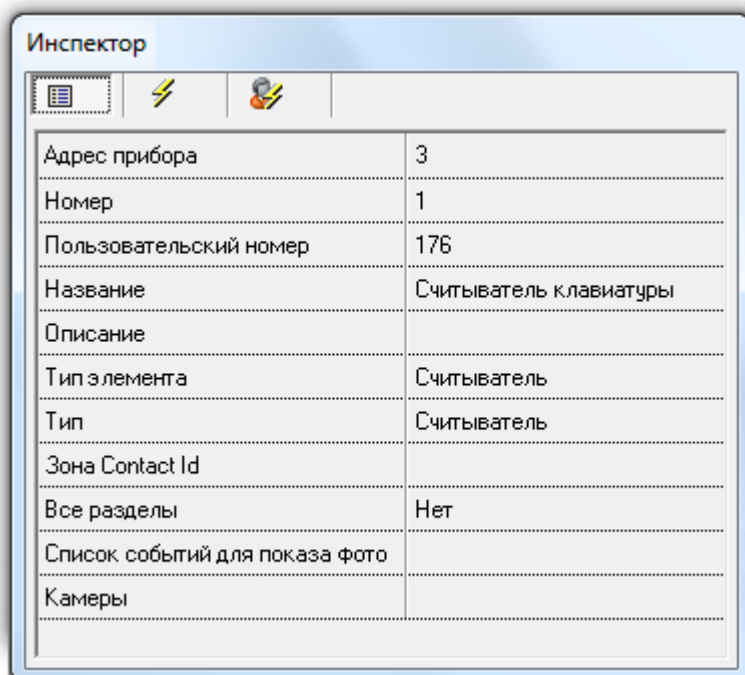 Инспектор
Адрес прибора 3
Номер 1
Пользовательский номер 176
Название Считыватель клавиатуры
Описание
Тип элемента Считыватель
Тип Считыватель
Зона Contact Id
Все разделы Нет
Список событий для показа фото
Камеры